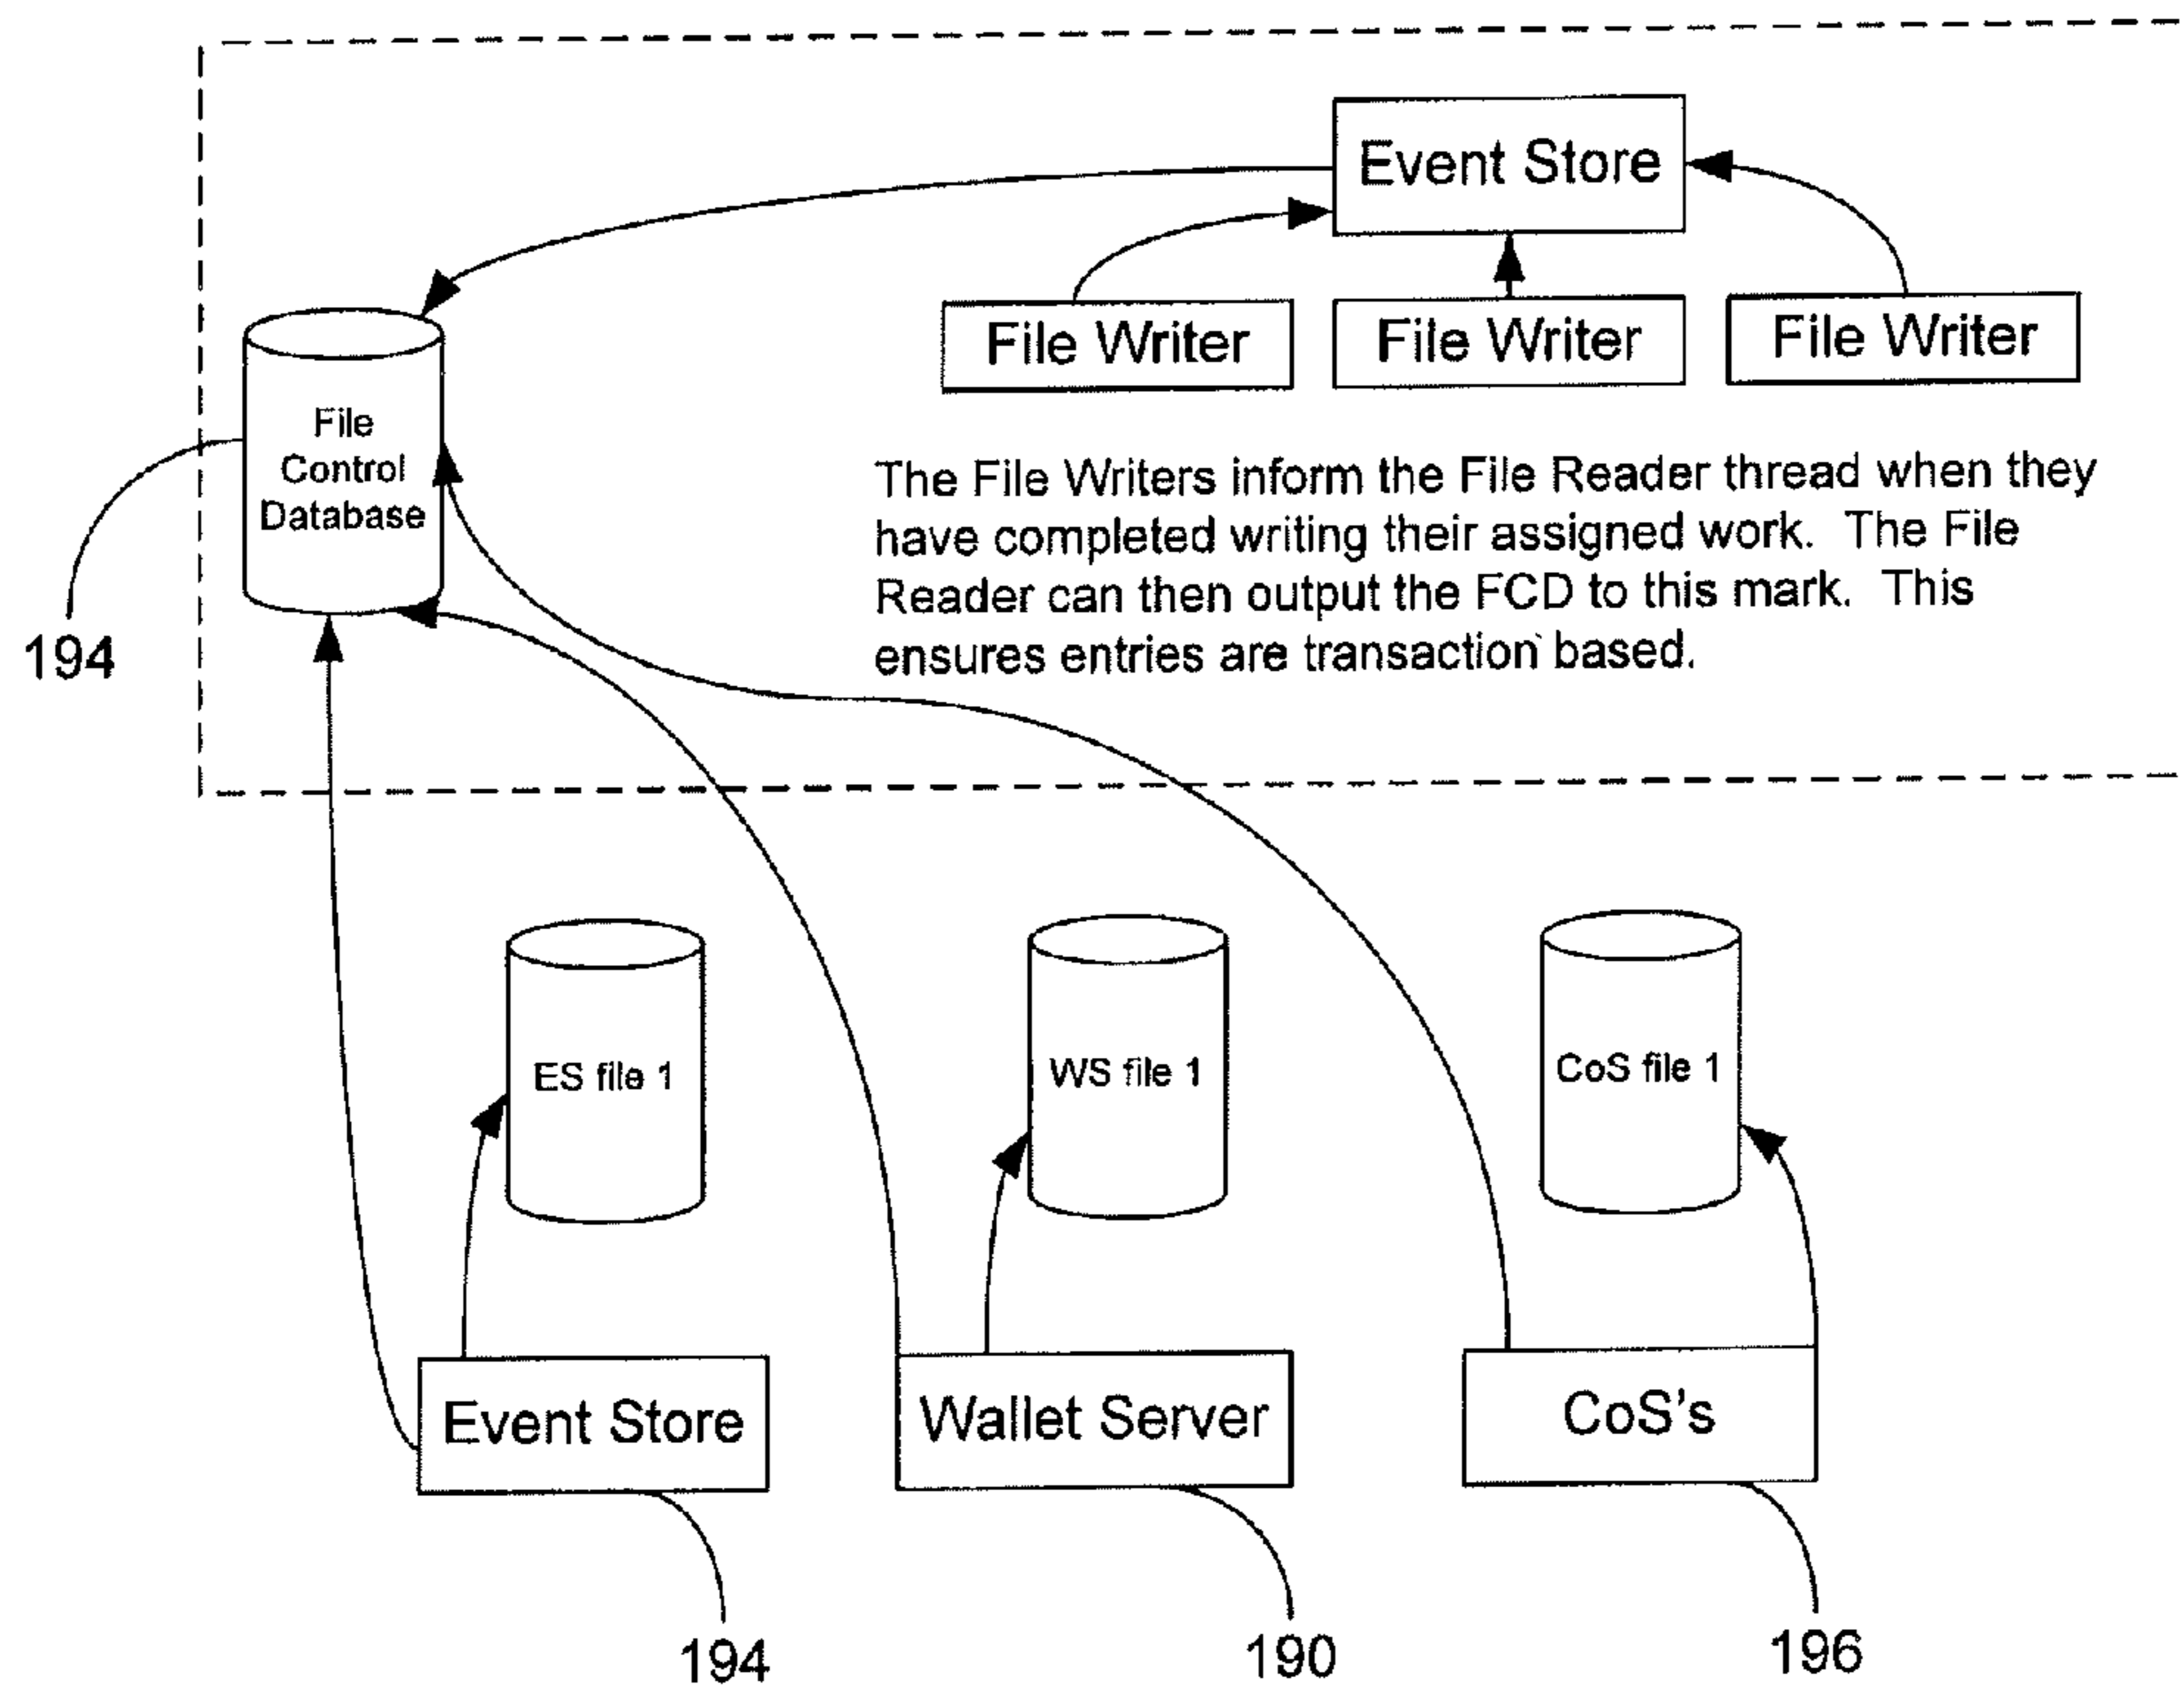 Event Store
File Writer
File Writer
File Writer
File
Control
Database
The File Writers inform the File Reader thread when they
have completed writing their assigned work. The File
Reader can then output the FCD to this mark. This
ensures entries are transaction based.
194
ES file 1
WS file 1
CoS file 1
Event Store
Wallet Server
CoS's
194
190
196